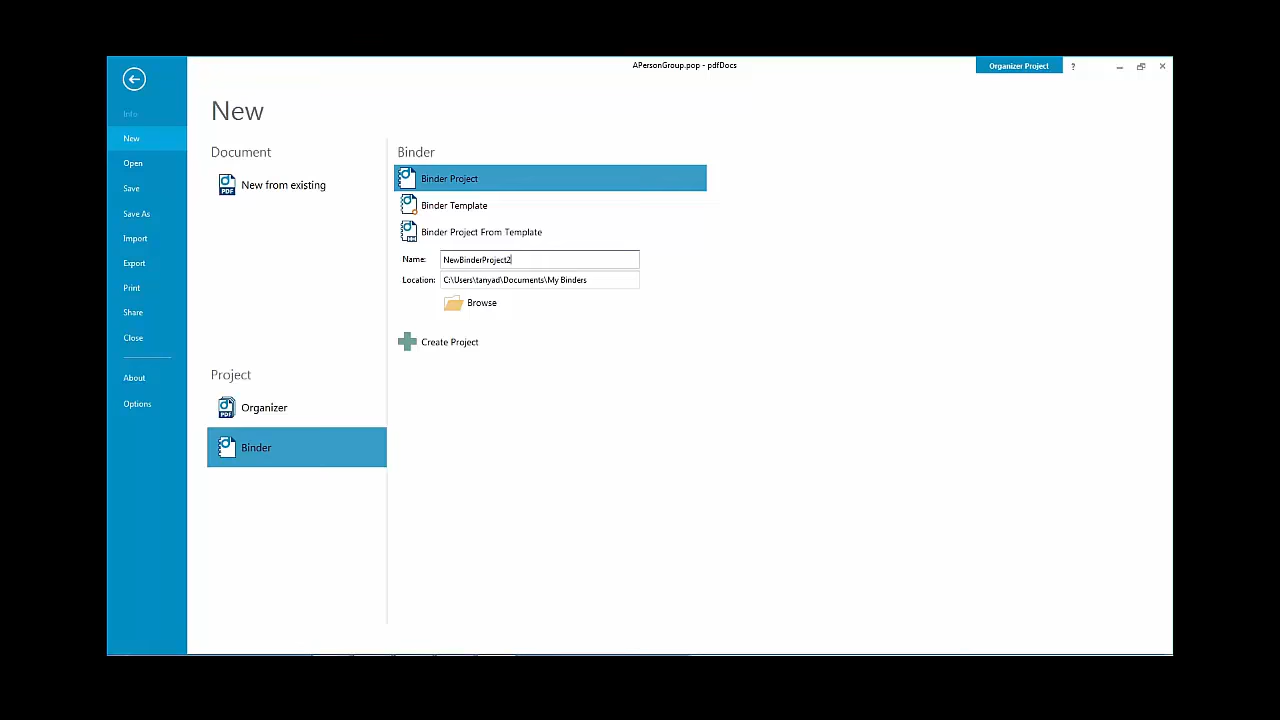 APersonGroup.pop - pdfDocs
Organizer Project
?
Info
New
Open
Save
Save As
Import
Export
Print
Share
Close
About
Options
New
Document
PDF
New from existing
Project
PDF
Organizer
Binder
Binder
Binder Project
Binder Template
Binder Project From Template
Name: NewBinderProject2
Location: C:\Users\tanyad\Documents\My Binders
Browse
Create Project